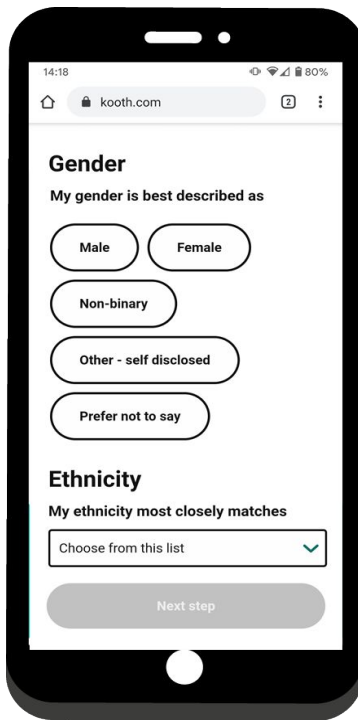 14:18
80%
kooth.com
2
Gender
My gender is best described as
Male Female
Non-binary
Other - self disclosed
Prefer not to say
Ethnicity
My ethnicity most closely matches
Choose from this list
Next step